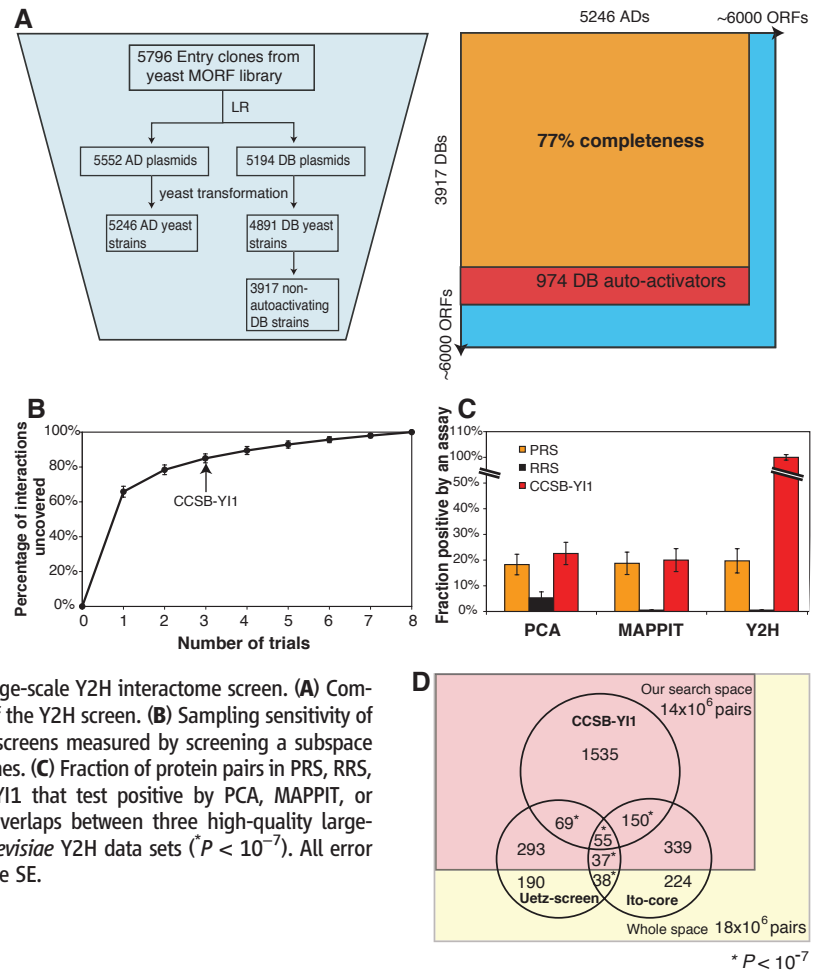 A
5796 Entry clones from
yeast MORF library
LR
5552 AD plasmids
5194 DB plasmids
yeast transformation
5246 AD yeast
strains
4891 DB yeast
strains
3917 non-
autoactivating
DB strains
5246 ADs
~6000 ORFs
3917 DBs
77% completeness
974 DB auto-activators
~6000 ORFs
B
Percentage of interactions
uncovered
100%
80%
60%
40%
20%
0%
CCSB-YI1
0 1 2 3 4 5 6 7 8
Number of trials
C
Fraction positive by an assay
110%
100%
50%
40%
30%
20%
10%
0%
PRS
RRS
CCSB-YI1
PCA MAPPIT Y2H
ge-scale Y2H interactome screen. (A) Com-
f the Y2H screen. (B) Sampling sensitivity of
screens measured by screening a subspace
nes. (C) Fraction of protein pairs in PRS, RRS,
YI1 that test positive by PCA, MAPPIT, or
verlaps between three high-quality large-
evisiae Y2H data sets (*P < 10⁻⁷). All error
e SE.
D
Our search space
14x10⁶ pairs
CCSB-YI1
1535
69*
*
55
150*
293
37*
339
190
38*
224
Uetz-screen
Ito-core
Whole space 18x10⁶ pairs
* P < 10⁻⁷